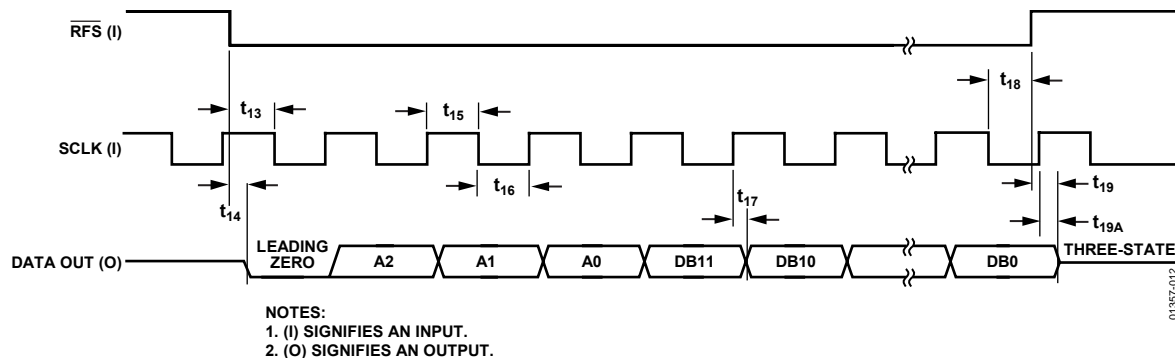 RFS (I)
t13
t15
t18
SCLK (I)
t14
t16
t17
t19
t19A
DATA OUT (O)
LEADING
ZERO
A2
A1
A0
DB11
DB10
DB0
THREE-STATE
NOTES:
1. (I) SIGNIFIES AN INPUT.
2. (O) SIGNIFIES AN OUTPUT.
01357-012